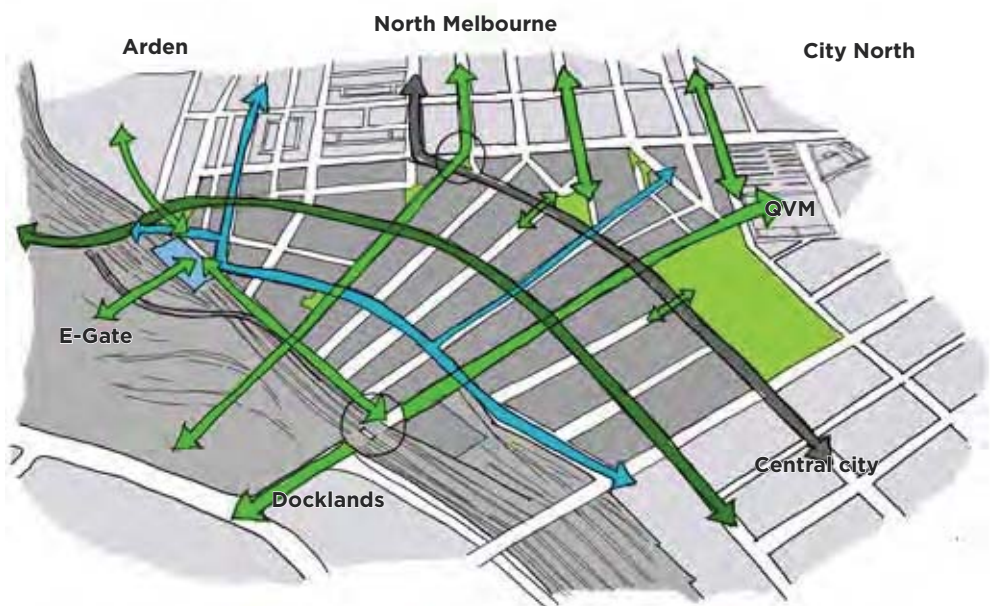 North Melbourne
Arden
City North
QVM
E-Gate
Central city
Docklands